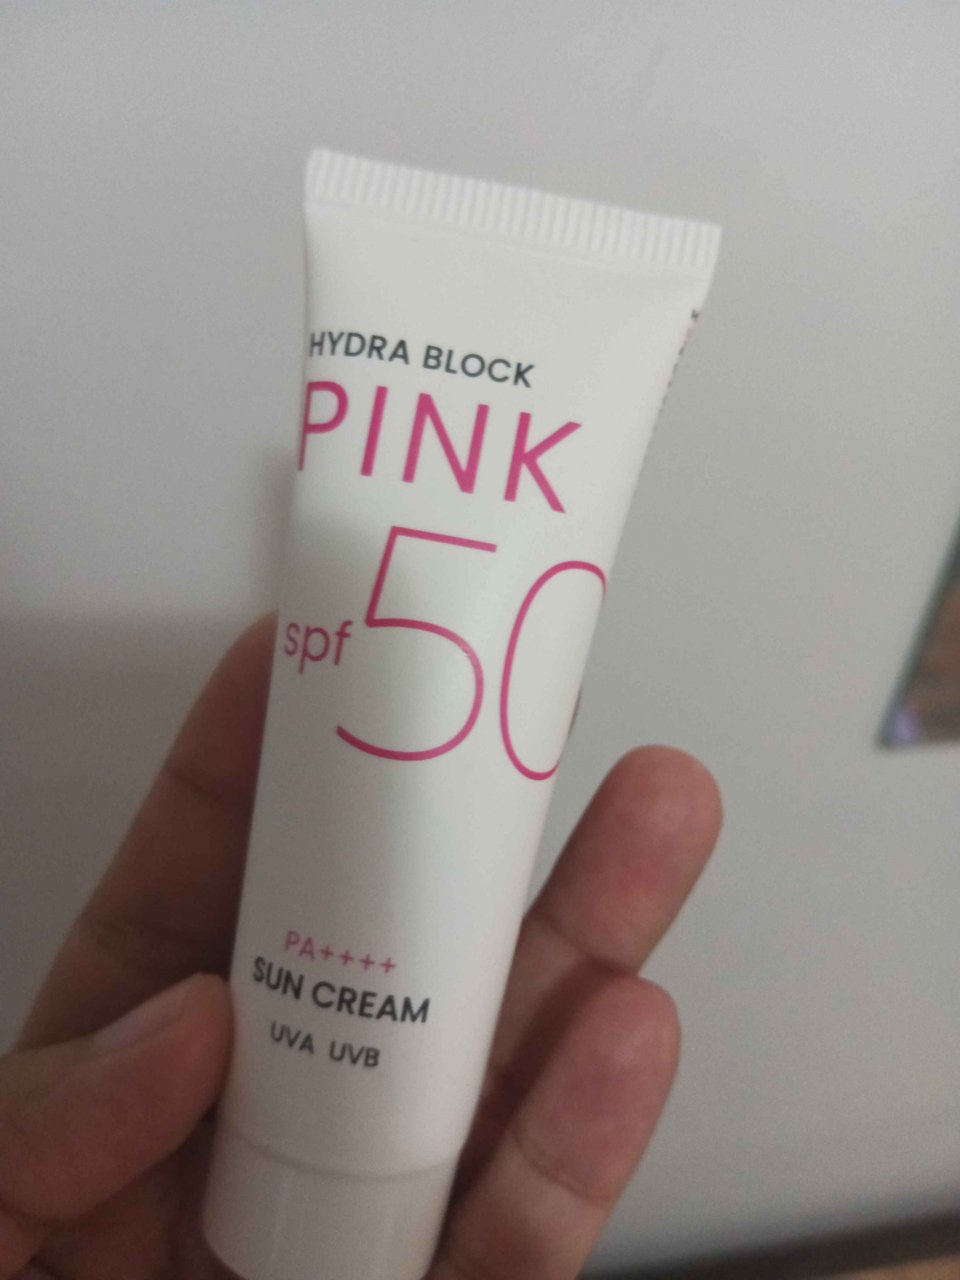 HYDRA BLOCK
PINK
spf 50
PA++++
SUN CREAM
UVA UVB